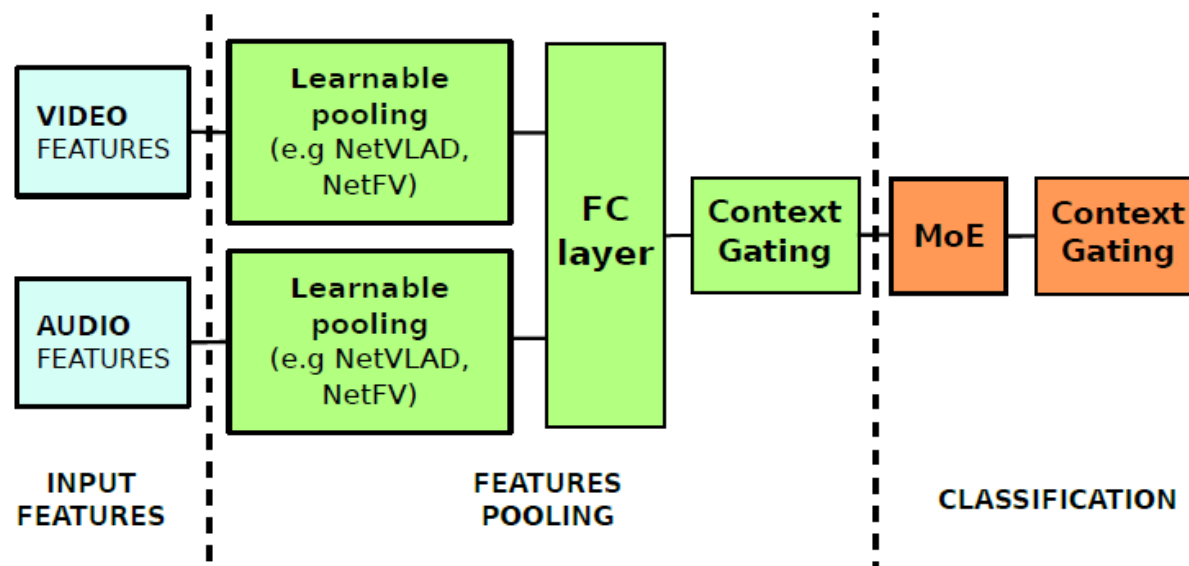 VIDEO
FEATURES
Learnable
pooling
(e.g NetVLAD,
NetFV)
AUDIO
FEATURES
Learnable
pooling
(e.g NetVLAD,
NetFV)
FC
layer
Context
Gating
MoE
Context
Gating
INPUT
FEATURES
FEATURES
POOLING
CLASSIFICATION